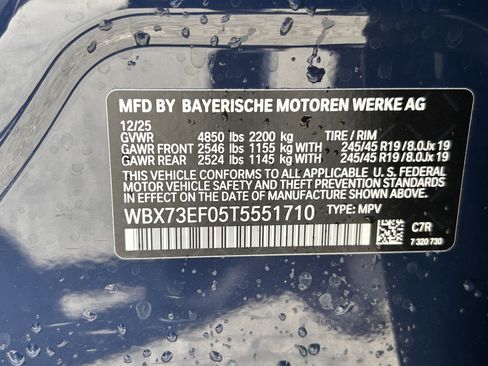 MFD BY BAYERISCHE MOTOREN WERKE AG
12/25
GVWR 4850 lbs 2200 kg TIRE / RIM
GAWR FRONT 2546 lbs 1155 kg WITH 245/45 R19 / 8.0Jx 19
GAWR REAR 2524 lbs 1145 kg WITH 245/45 R19 / 8.0Jx 19
THIS VEHICLE CONFORMS TO ALL APPLICABLE U. S. FEDERAL
MOTOR VEHICLE SAFETY, BUMPER, AND
THEFT PREVENTION STANDARDS IN EFFECT ON
THE DATE OF MANUFACTURE SHOWN ABOVE.
WBX73EF05T5551710 TYPE: MPV
C7R
7 320 730